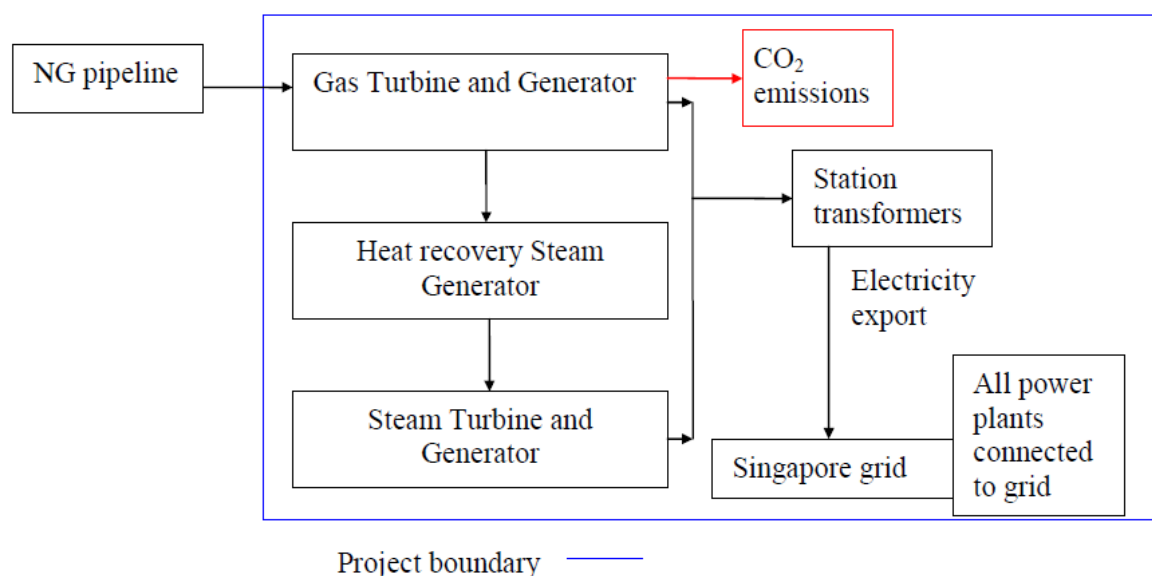 NG pipeline
Gas Turbine and Generator
CO₂
emissions
Station
transformers
Heat recovery Steam
Generator
Electricity
export
Steam Turbine and
Generator
Singapore grid
All power
plants
connected
to grid
Project boundary